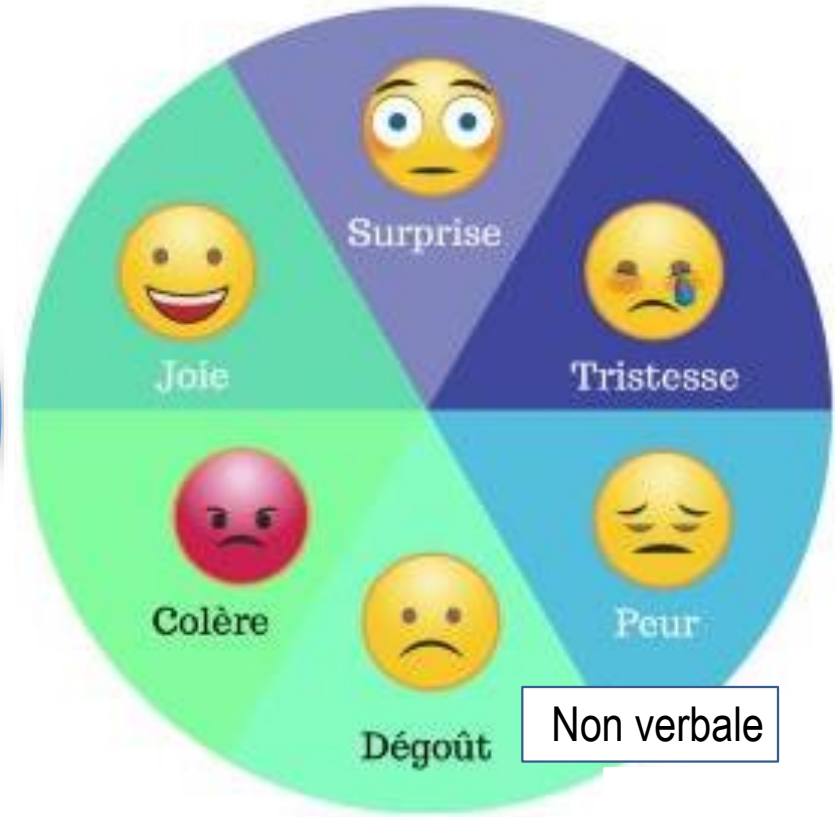 Surprise
Joie
Tristesse
Colère
Peur
Dégoût
Non verbale